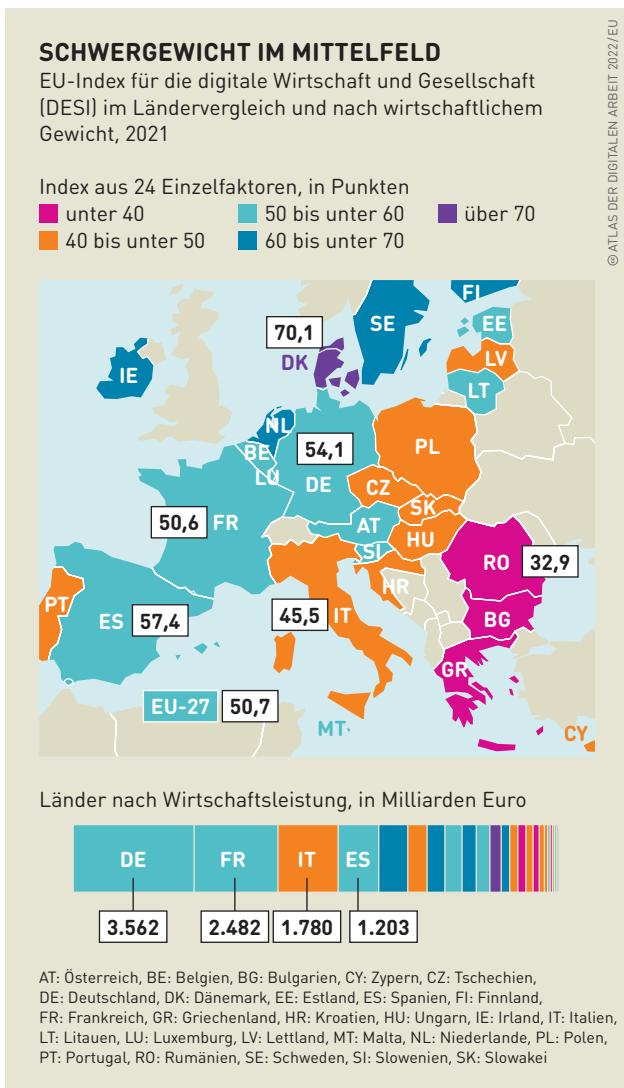 SCHWERGEWICHT IM MITTELFELD
EU-Index für die digitale Wirtschaft und Gesellschaft
(DESI) im Ländervergleich und nach wirtschaftlichem
Gewicht, 2021
© ATLAS DER DIGITALEN ARBEIT 2022/EU
Index aus 24 Einzelfaktoren, in Punkten
unter 40
50 bis unter 60
über 70
40 bis unter 50
60 bis unter 70
FI
SE
EE
70,1
DK
LV
IE
LT
NL
BE
54,1
PL
LU
DE
CZ
SK
50,6
FR
AT
HU
SI
RO
32,9
HR
PT
ES
57,4
45,5
IT
BG
GR
EU-27
50,7
MT
CY
Länder nach Wirtschaftsleistung, in Milliarden Euro
DE
FR
IT
ES
3.562
2.482
1.780
1.203
AT: Österreich, BE: Belgien, BG: Bulgarien, CY: Zypern, CZ: Tschechien,
DE: Deutschland, DK: Dänemark, EE: Estland, ES: Spanien, FI: Finnland,
FR: Frankreich, GR: Griechenland, HR: Kroatien, HU: Ungarn, IE: Irland, IT: Italien,
LT: Litauen, LU: Luxemburg, LV: Lettland, MT: Malta, NL: Niederlande, PL: Polen,
PT: Portugal, RO: Rumänien, SE: Schweden, SI: Slowenien, SK: Slowakei